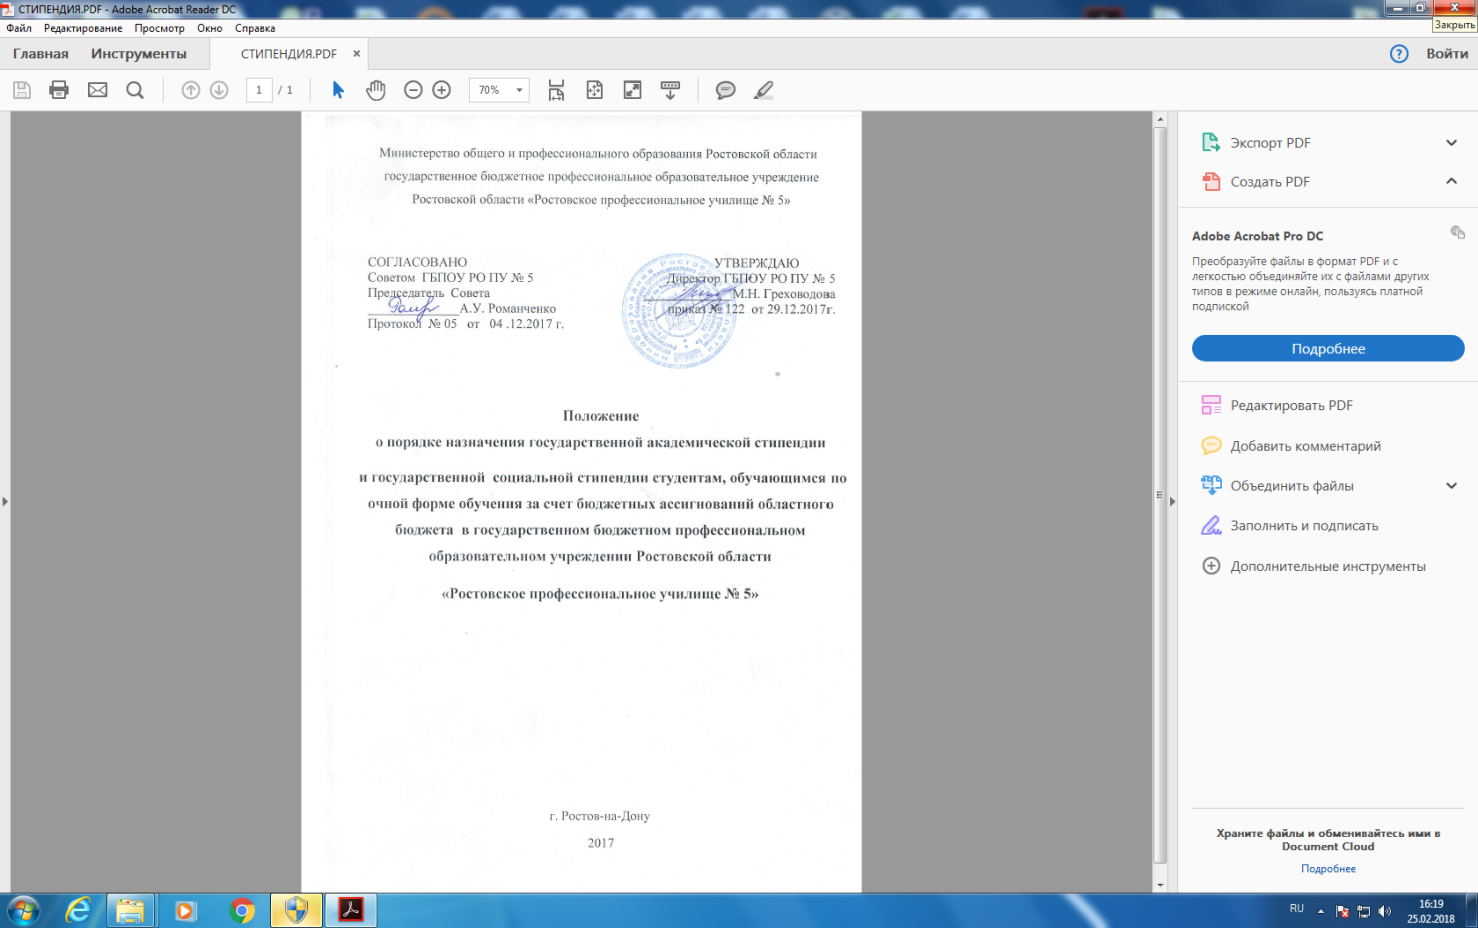 СТИПЕНДИЯ.PDF - Adobe Acrobat Reader DC
Закрыть
Файл Редактирование Просмотр Окно Справка
Главная Инструменты СТИПЕНДИЯ.PDF × Войти
1 / 1 70%
Министерство общего и профессионального образования Ростовской области
государственное бюджетное профессиональное образовательное учреждение
Ростовской области «Ростовское профессиональное училище № 5»
СОГЛАСОВАНО
Советом ГБПОУ РО ПУ № 5
Председатель Совета
А.У. Романченко
Протокол № 05 от 04 .12.2017 г.
УТВЕРЖДАЮ
Директор ГБПОУ РО ПУ № 5
М.Н. Греховодова
приказ № 122 от 29.12.2017г.
Положение
о порядке назначения государственной академической стипендии
и государственной социальной стипендии студентам, обучающимся по
очной форме обучения за счет бюджетных ассигнований областного
бюджета в государственном бюджетном профессиональном
образовательном учреждении Ростовской области
«Ростовское профессиональное училище № 5»
г. Ростов-на-Дону
2017
Экспорт PDF
Создать PDF
Adobe Acrobat Pro DC
Преобразуйте файлы в формат PDF и с
легкостью объединяйте их с файлами других
типов в режиме онлайн, пользуясь платной
подпиской
Подробнее
Редактировать PDF
Добавить комментарий
Объединить файлы
Заполнить и подписать
Дополнительные инструменты
Храните файлы и обменивайтесь ими в
Document Cloud
Подробнее
RU
16:19
25.02.2018